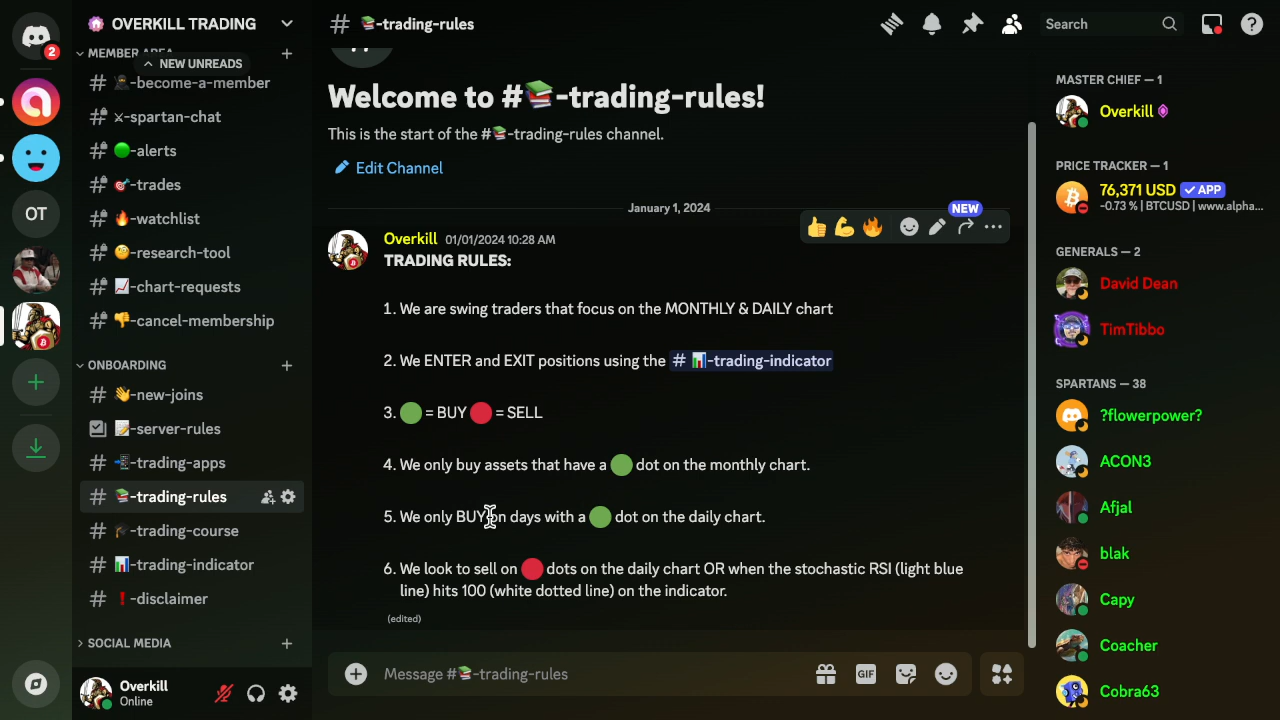 OVERKILL TRADING
MEMBER AREA
NEW UNREADS
-become-a-member
-spartan-chat
-alerts
-trades
-watchlist
-research-tool
-chart-requests
-cancel-membership
ONBOARDING
-new-joins
-server-rules
-trading-apps
-trading-rules
-trading-course
-trading-indicator
-disclaimer
SOCIAL MEDIA
2
OT
Overkill
Online
# 📚-trading-rules
Search
Welcome to #📚-trading-rules!
This is the start of the #📚-trading-rules channel.
Edit Channel
January 1, 2024
NEW
Overkill 01/01/2024 10:28 AM
TRADING RULES:
1. We are swing traders that focus on the MONTHLY & DAILY chart
2. We ENTER and EXIT positions using the # 📊-trading-indicator
3. 🟢 = BUY 🔴 = SELL
4. We only buy assets that have a 🟢 dot on the monthly chart.
5. We only BUY on days with a 🟢 dot on the daily chart.
6. We look to sell on 🔴 dots on the daily chart OR when the stochastic RSI (light blue
line) hits 100 (white dotted line) on the indicator.
(edited)
Message #📚-trading-rules
GIF
MASTER CHIEF — 1
Overkill
PRICE TRACKER — 1
76,371 USD ✓ APP
-0.73 % | BTCUSD | www.alpha...
GENERALS — 2
David Dean
TimTibbo
SPARTANS — 38
?flowerpower?
ACON3
Afjal
blak
Capy
Coacher
Cobra63